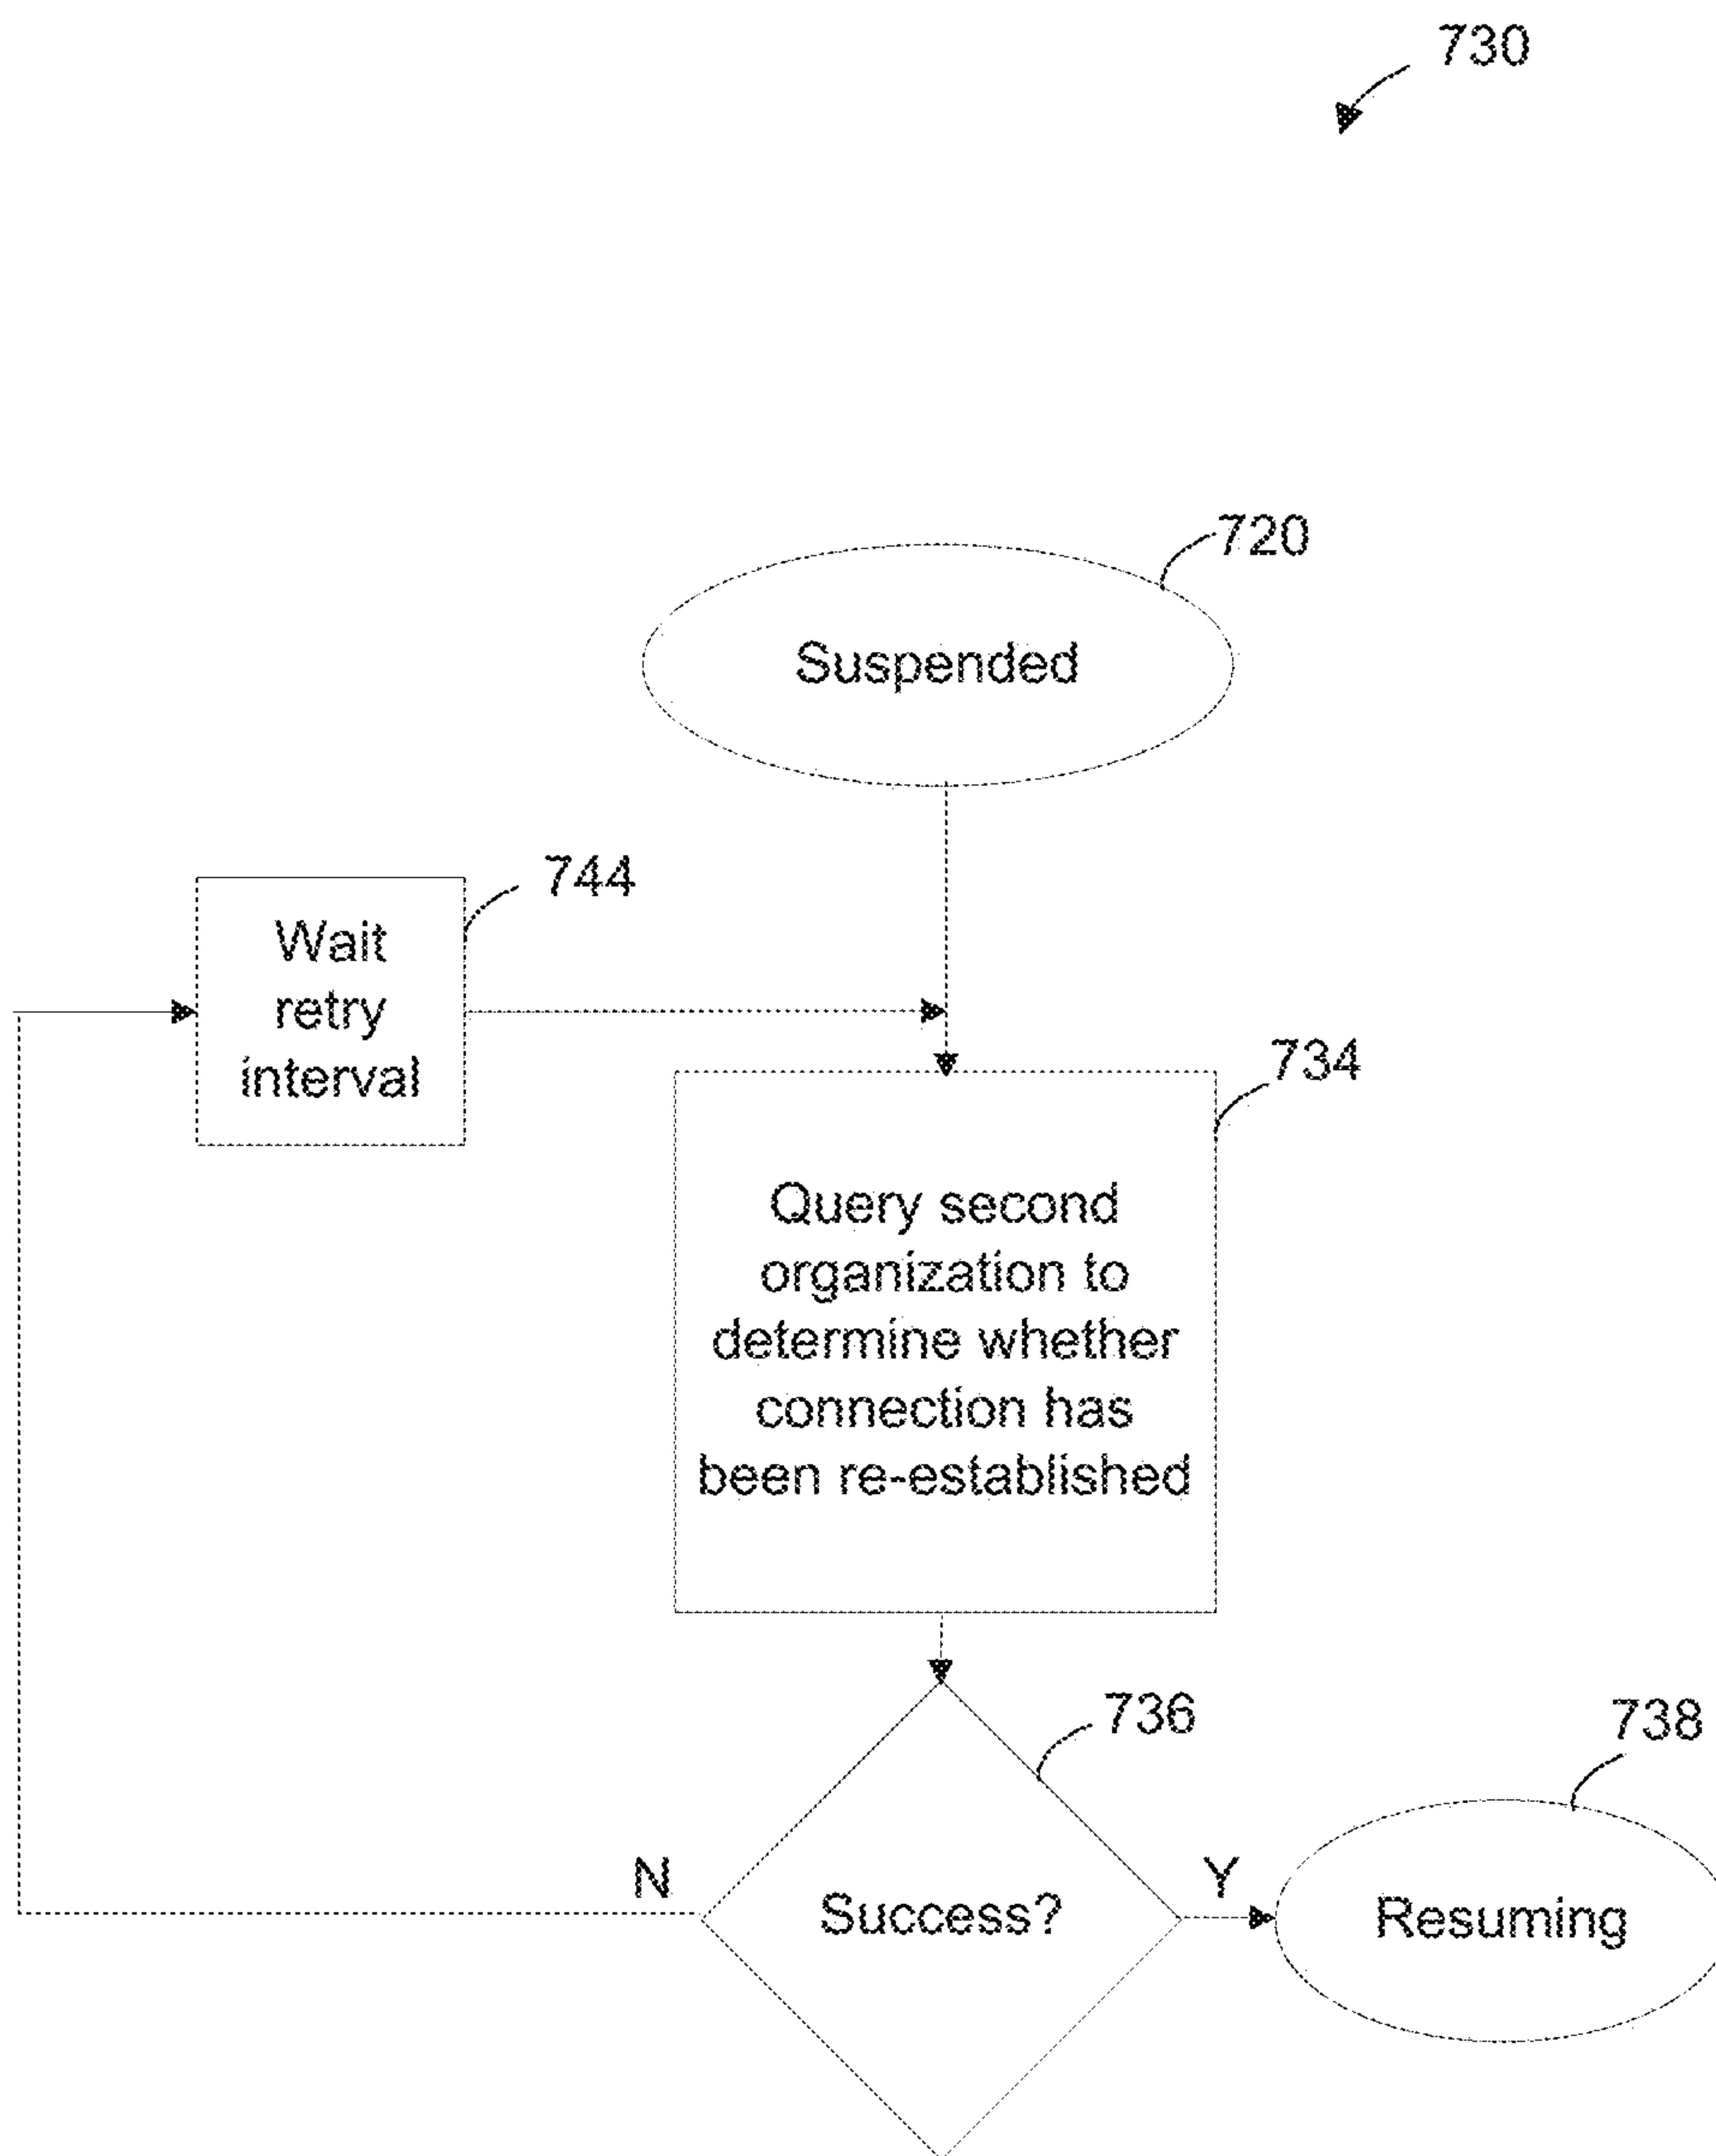 730
720
Suspended
744
Wait
retry
interval
734
Query second
organization to
determine whether
connection has
been re-established
736
738
N
Success?
Y
Resuming